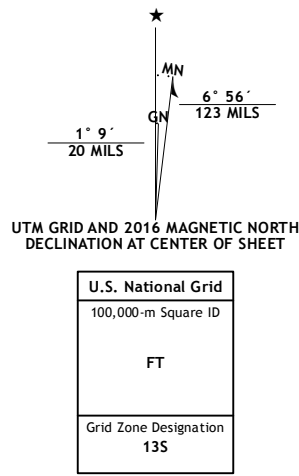 ★
MN
GN
6° 56´
123 MILS
1° 9´
20 MILS
UTM GRID AND 2016 MAGNETIC NORTH
DECLINATION AT CENTER OF SHEET
U.S. National Grid
100,000-m Square ID
FT
Grid Zone Designation
13S